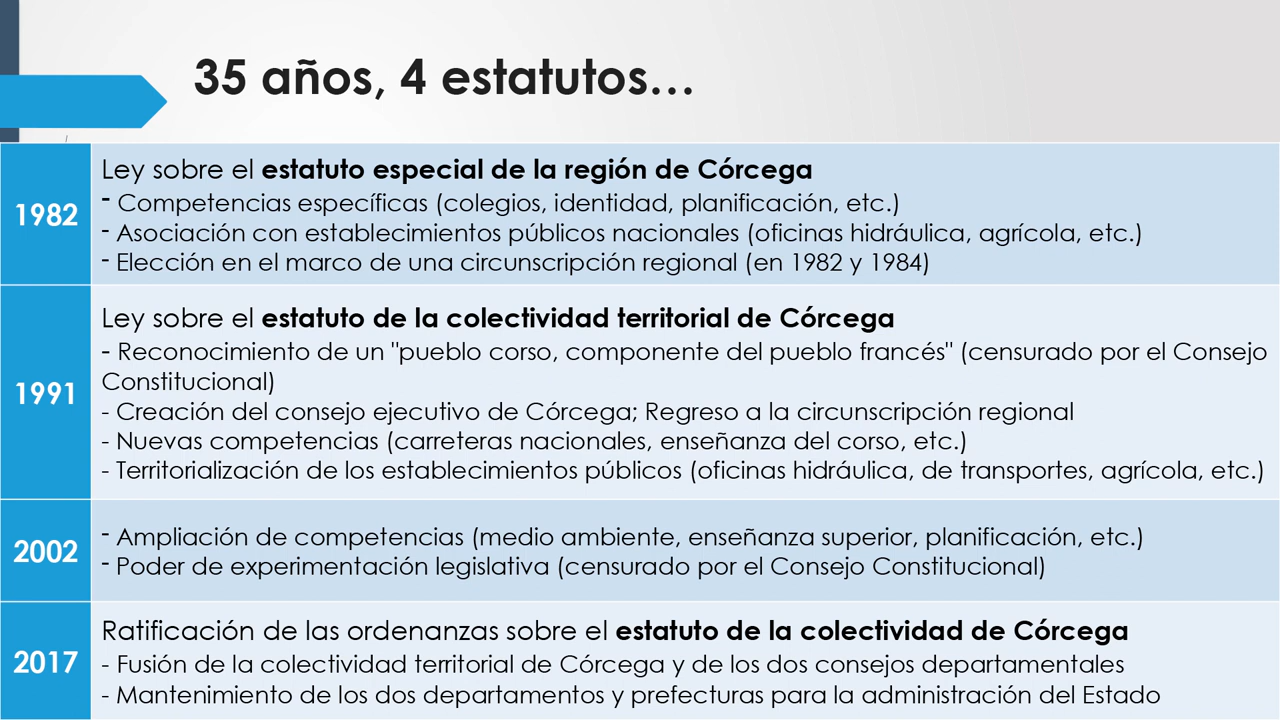 35 años, 4 estatutos…
1982
Ley sobre el estatuto especial de la región de Córcega
- Competencias específicas (colegios, identidad, planificación, etc.)
- Asociación con establecimientos públicos nacionales (oficinas hidráulica, agrícola, etc.)
- Elección en el marco de una circunscripción regional (en 1982 y 1984)
1991
Ley sobre el estatuto de la colectividad territorial de Córcega
- Reconocimiento de un "pueblo corso, componente del pueblo francés" (censurado por el Consejo
Constitucional)
- Creación del consejo ejecutivo de Córcega; Regreso a la circunscripción regional
- Nuevas competencias (carreteras nacionales, enseñanza del corso, etc.)
- Territorialización de los establecimientos públicos (oficinas hidráulica, de transportes, agrícola, etc.)
2002
- Ampliación de competencias (medio ambiente, enseñanza superior, planificación, etc.)
- Poder de experimentación legislativa (censurado por el Consejo Constitucional)
2017
Ratificación de las ordenanzas sobre el estatuto de la colectividad de Córcega
- Fusión de la colectividad territorial de Córcega y de los dos consejos departamentales
- Mantenimiento de los dos departamentos y prefecturas para la administración del Estado